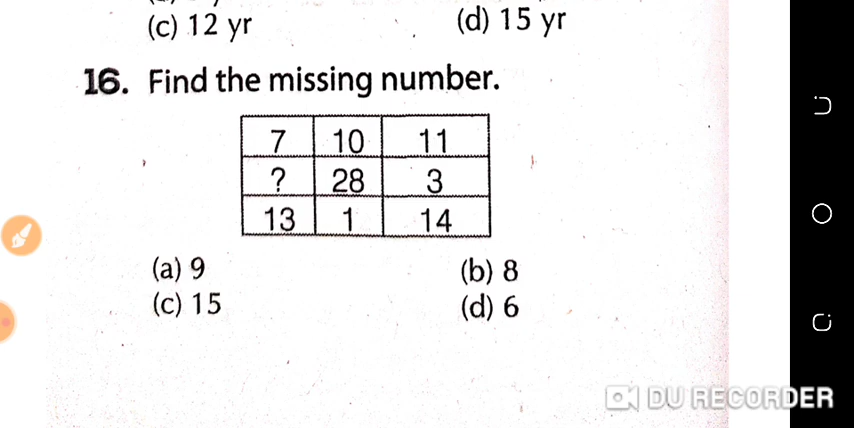 (c) 12 yr (d) 15 yr
16. Find the missing number.
7 10 11
? 28 3
13 1 14
(a) 9 (b) 8
(c) 15 (d) 6
DU RECORDER